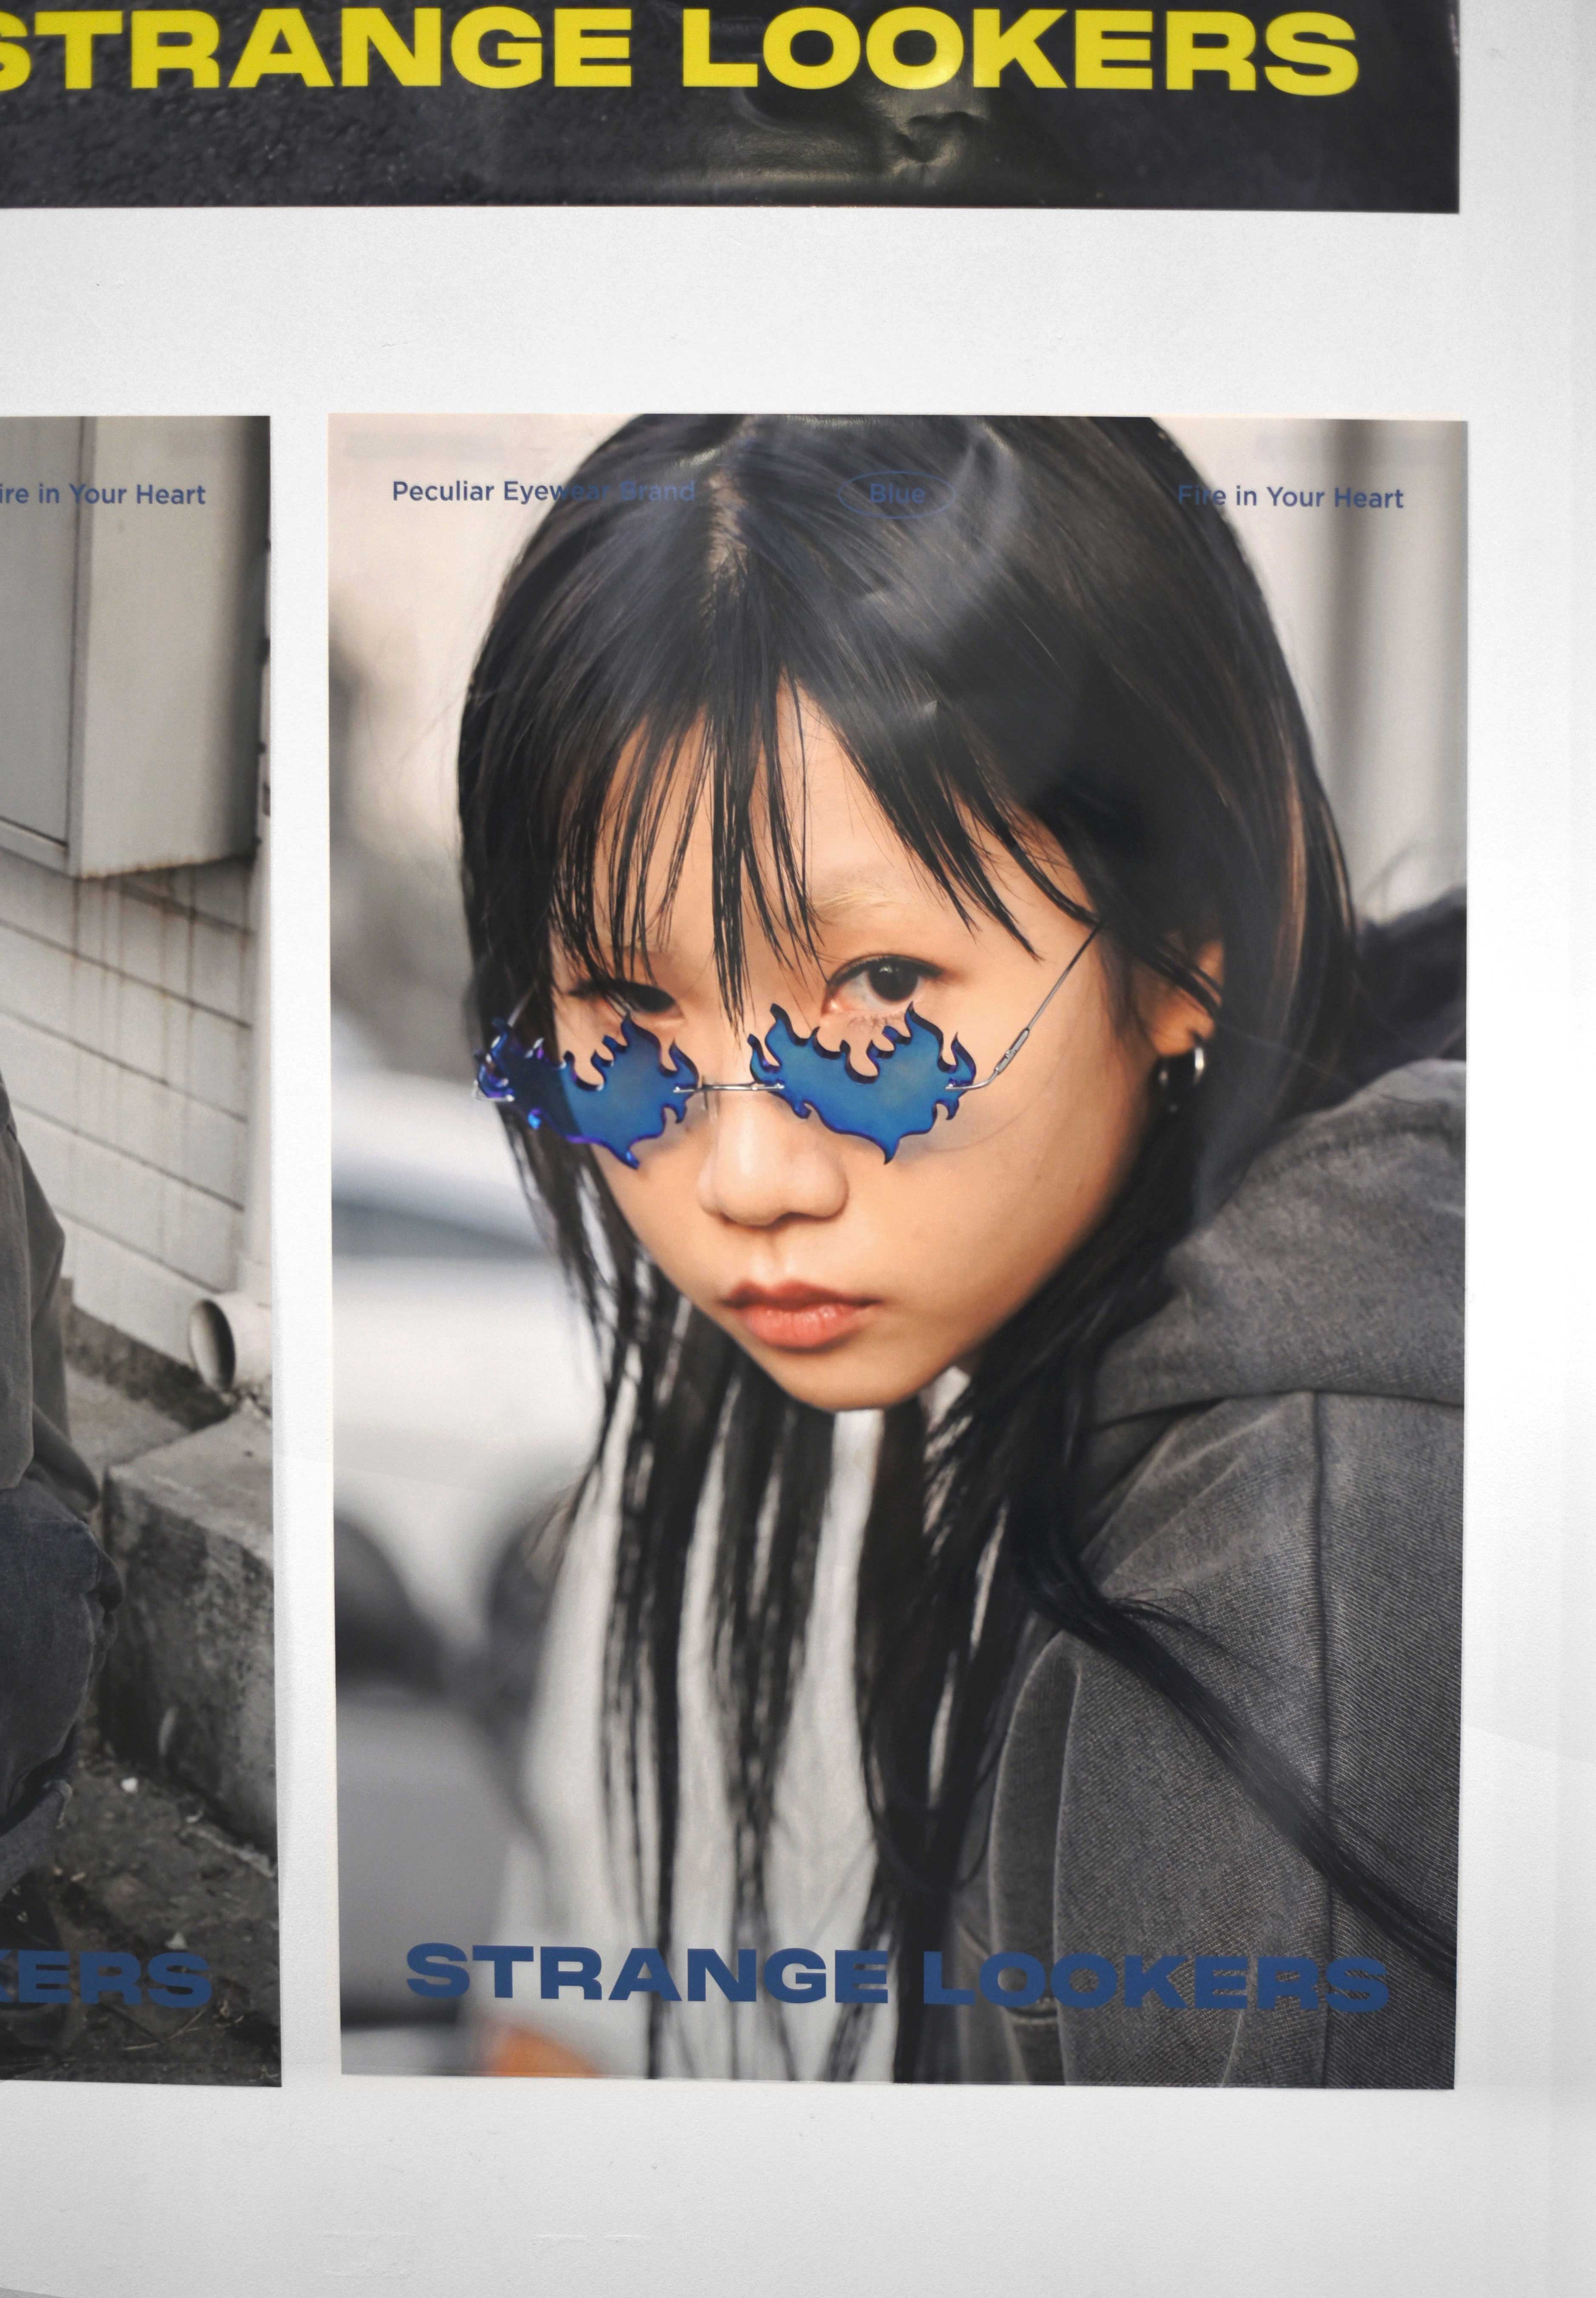 STRANGE LOOKERS
ire in Your Heart
Peculiar Eyewear Brand
Blue
Fire in Your Heart
KERS
STRANGE LOOKERS